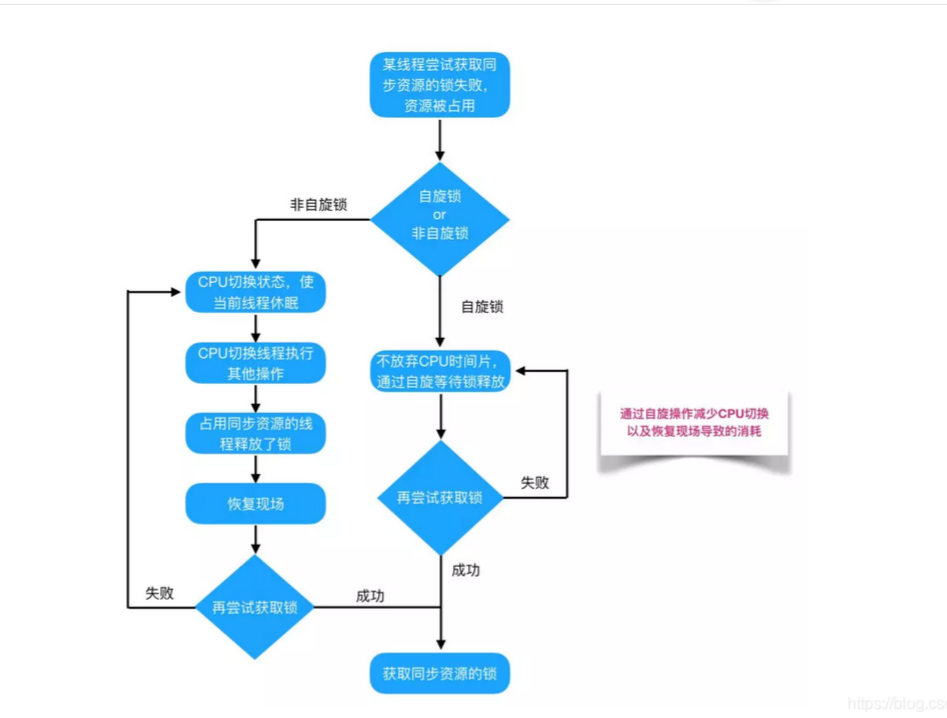 某线程尝试获取同
步资源的锁失败，
资源被占用
自旋锁
or
非自旋锁
非自旋锁
自旋锁
CPU切换状态，使
当前线程休眠
CPU切换线程执行
其他操作
占用同步资源的线
程释放了锁
恢复现场
再尝试获取锁
失败
成功
不放弃CPU时间片，
通过自旋等待锁释放
再尝试获取锁
失败
成功
获取同步资源的锁
通过自旋操作减少CPU切换
以及恢复现场导致的消耗
https://blog.cs